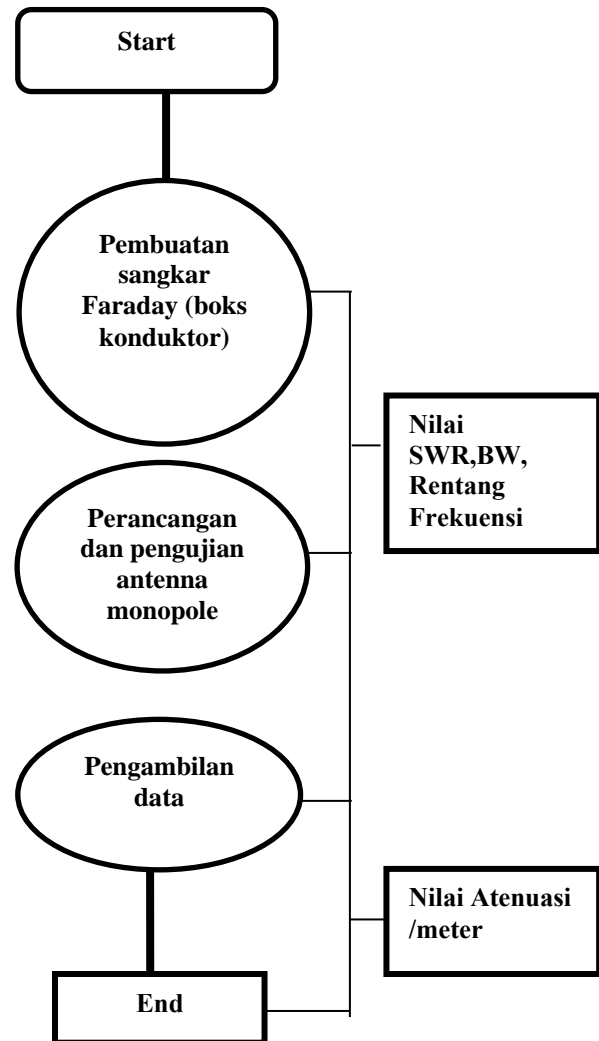 Start
Pembuatan
sangkar
Faraday (boks
konduktor)
Nilai
SWR,BW,
Rentang
Frekuensi
Perancangan
dan pengujian
antenna
monopole
Pengambilan
data
Nilai Atenuasi
/meter
End